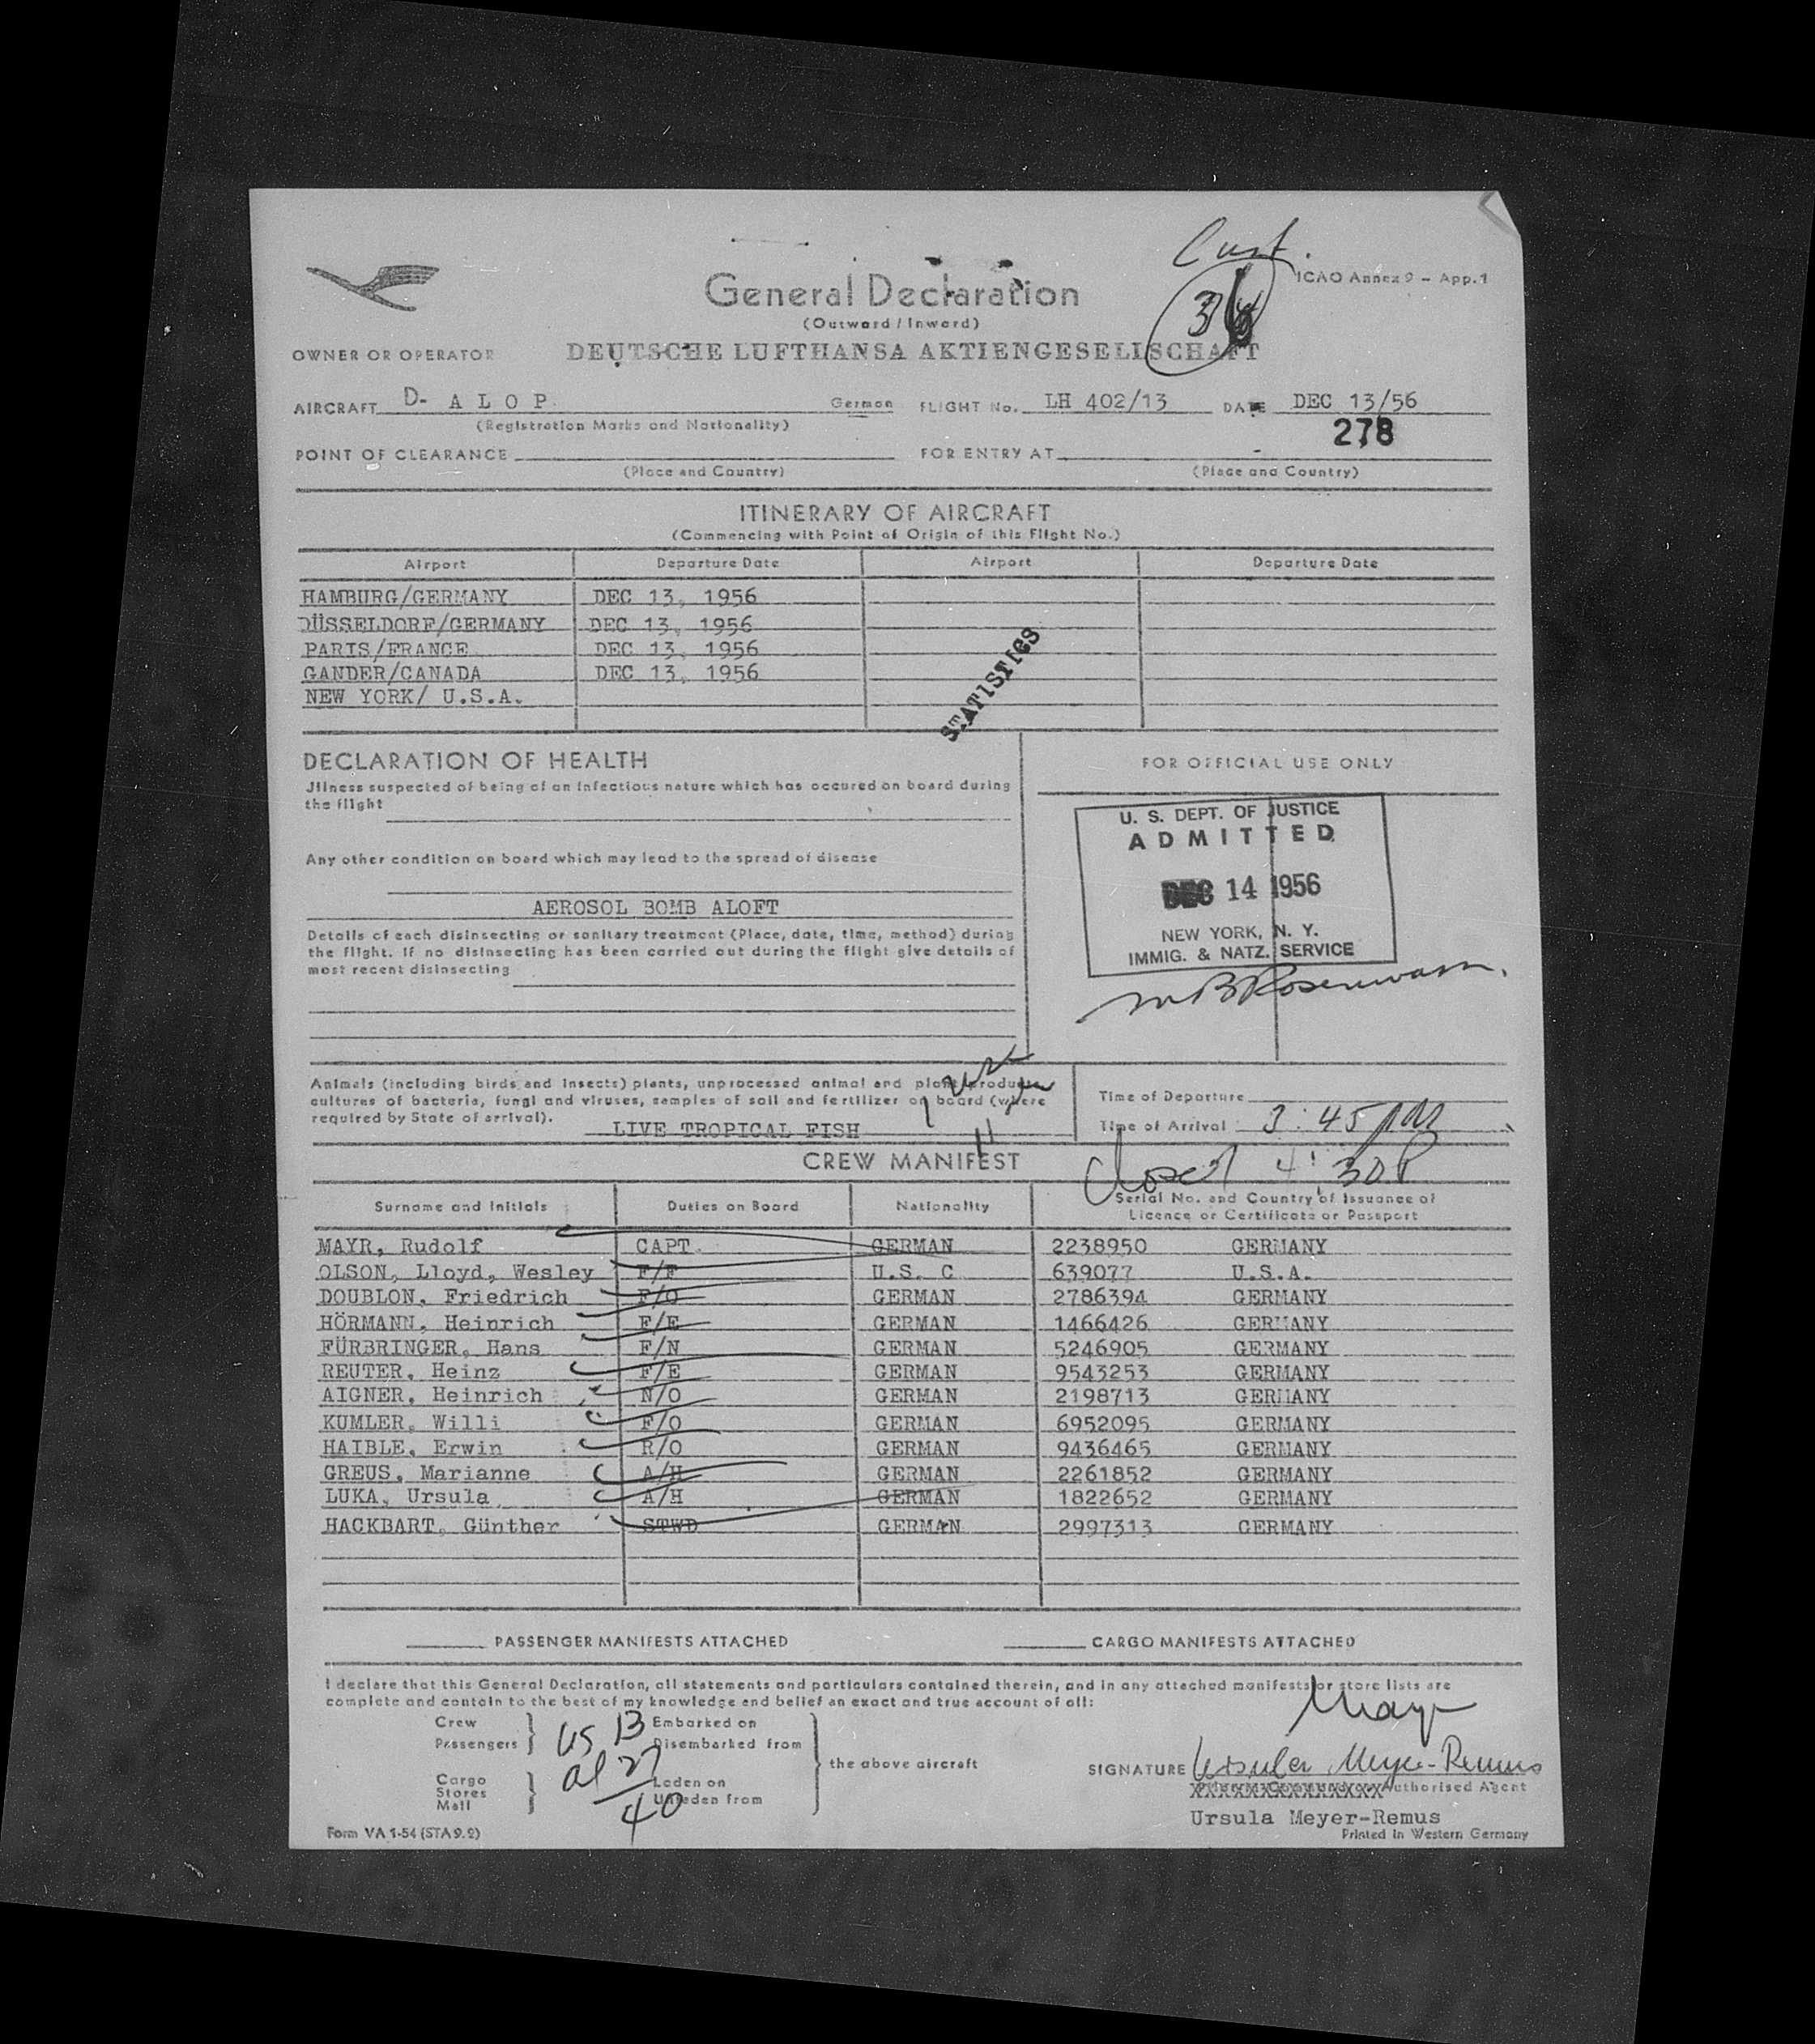 Cust.
ICAO Annex 9 – App. 1
General Declaration
(Outward / Inward)
OWNER OR OPERATOR DEUTSCHE LUFTHANSA AKTIENGESELLSCHAFT
AIRCRAFT D- A L O P German FLIGHT No. LH 402/13 DATE DEC 13/56
(Registration Marks and Nationality)
278
POINT OF CLEARANCE FOR ENTRY AT
(Place and Country) (Place and Country)
ITINERARY OF AIRCRAFT
(Commencing with Point of Origin of this Flight No.)
Airport Departure Date Airport Departure Date
HAMBURG/GERMANY DEC 13, 1956
DÜSSELDORF/GERMANY DEC 13, 1956
PARIS/FRANCE DEC 13, 1956
GANDER/CANADA DEC 13, 1956
NEW YORK/ U.S.A.
STATISTICS
DECLARATION OF HEALTH
Jllness suspected of being of an infectious nature which has occured on board during
the flight
Any other condition on board which may lead to the spread of disease
AEROSOL BOMB ALOFT
Details of each disinsecting or sanitary treatment (Place, date, time, method) during
the flight. If no disinsecting has been carried out during the flight give details of
most recent disinsecting
FOR OFFICIAL USE ONLY
U. S. DEPT. OF JUSTICE
ADMITTED
DEC 14 1956
NEW YORK, N. Y.
IMMIG. & NATZ. SERVICE
Animals (including birds and insects) plants, unprocessed animal and plant products
cultures of bacteria, fungi and viruses, samples of soil and fertilizer on board (where
required by State of arrival).
LIVE TROPICAL FISH
11
Time of Departure
Time of Arrival 3:45 PM
Closed 4:30 P
CREW MANIFEST
Surname and Initials Duties on Board Nationality Serial No. and Country of Issuance of
Licence or Certificate or Passport
MAYR, Rudolf CAPT. GERMAN 2238950 GERMANY
OLSON, Lloyd, Wesley F/F U.S. C 639077 U.S.A.
DOUBLON, Friedrich F/O GERMAN 2786394 GERMANY
HÖRMANN, Heinrich F/E GERMAN 1466426 GERMANY
FÜRBRINGER, Hans F/N GERMAN 5246905 GERMANY
REUTER, Heinz F/E GERMAN 9543253 GERMANY
AIGNER, Heinrich N/O GERMAN 2198713 GERMANY
KUMLER, Willi F/O GERMAN 6952095 GERMANY
HAIBLE, Erwin R/O GERMAN 9436465 GERMANY
GREUS, Marianne A/H GERMAN 2261852 GERMANY
LUKA, Ursula A/H GERMAN 1822652 GERMANY
HACKBART, Günther STWD GERMAN 2997313 GERMANY
PASSENGER MANIFESTS ATTACHED CARGO MANIFESTS ATTACHED
I declare that this General Declaration, all statements and particulars contained therein, and in any attached manifests or store lists are
complete and contain to the best of my knowledge and belief an exact and true account of all:
Crew
Passengers
Cargo
Stores
Mail
US 13
al 27
40
Embarked on
Disembarked from
Laden on
Unladen from
the above aircraft
Mayr
SIGNATURE Ursula Meyer-Remus
Authorised Agent
Ursula Meyer-Remus
Form VA 1-54 (STA 9.2)
Printed in Western Germany